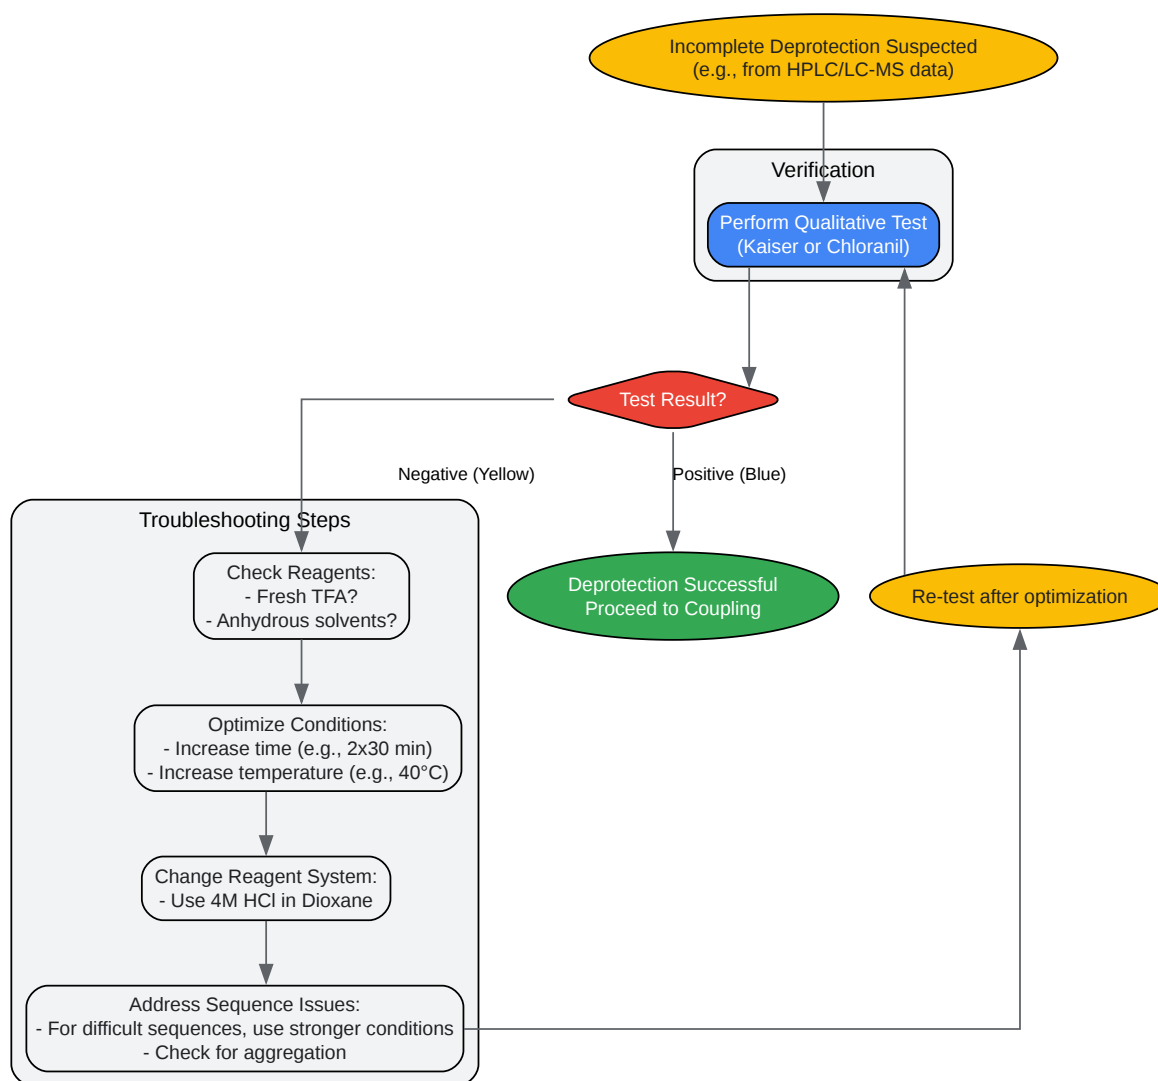 Incomplete Deprotection Suspected
(e.g., from HPLC/LC-MS data)
Verification
Perform Qualitative Test
(Kaiser or Chloranil)
Test Result?
Negative (Yellow)
Positive (Blue)
Troubleshooting Steps
Check Reagents:
- Fresh TFA?
- Anhydrous solvents?
Deprotection Successful
Proceed to Coupling
Re-test after optimization
Optimize Conditions:
- Increase time (e.g., 2x30 min)
- Increase temperature (e.g., 40°C)
Change Reagent System:
- Use 4M HCl in Dioxane
Address Sequence Issues:
- For difficult sequences, use stronger conditions
- Check for aggregation